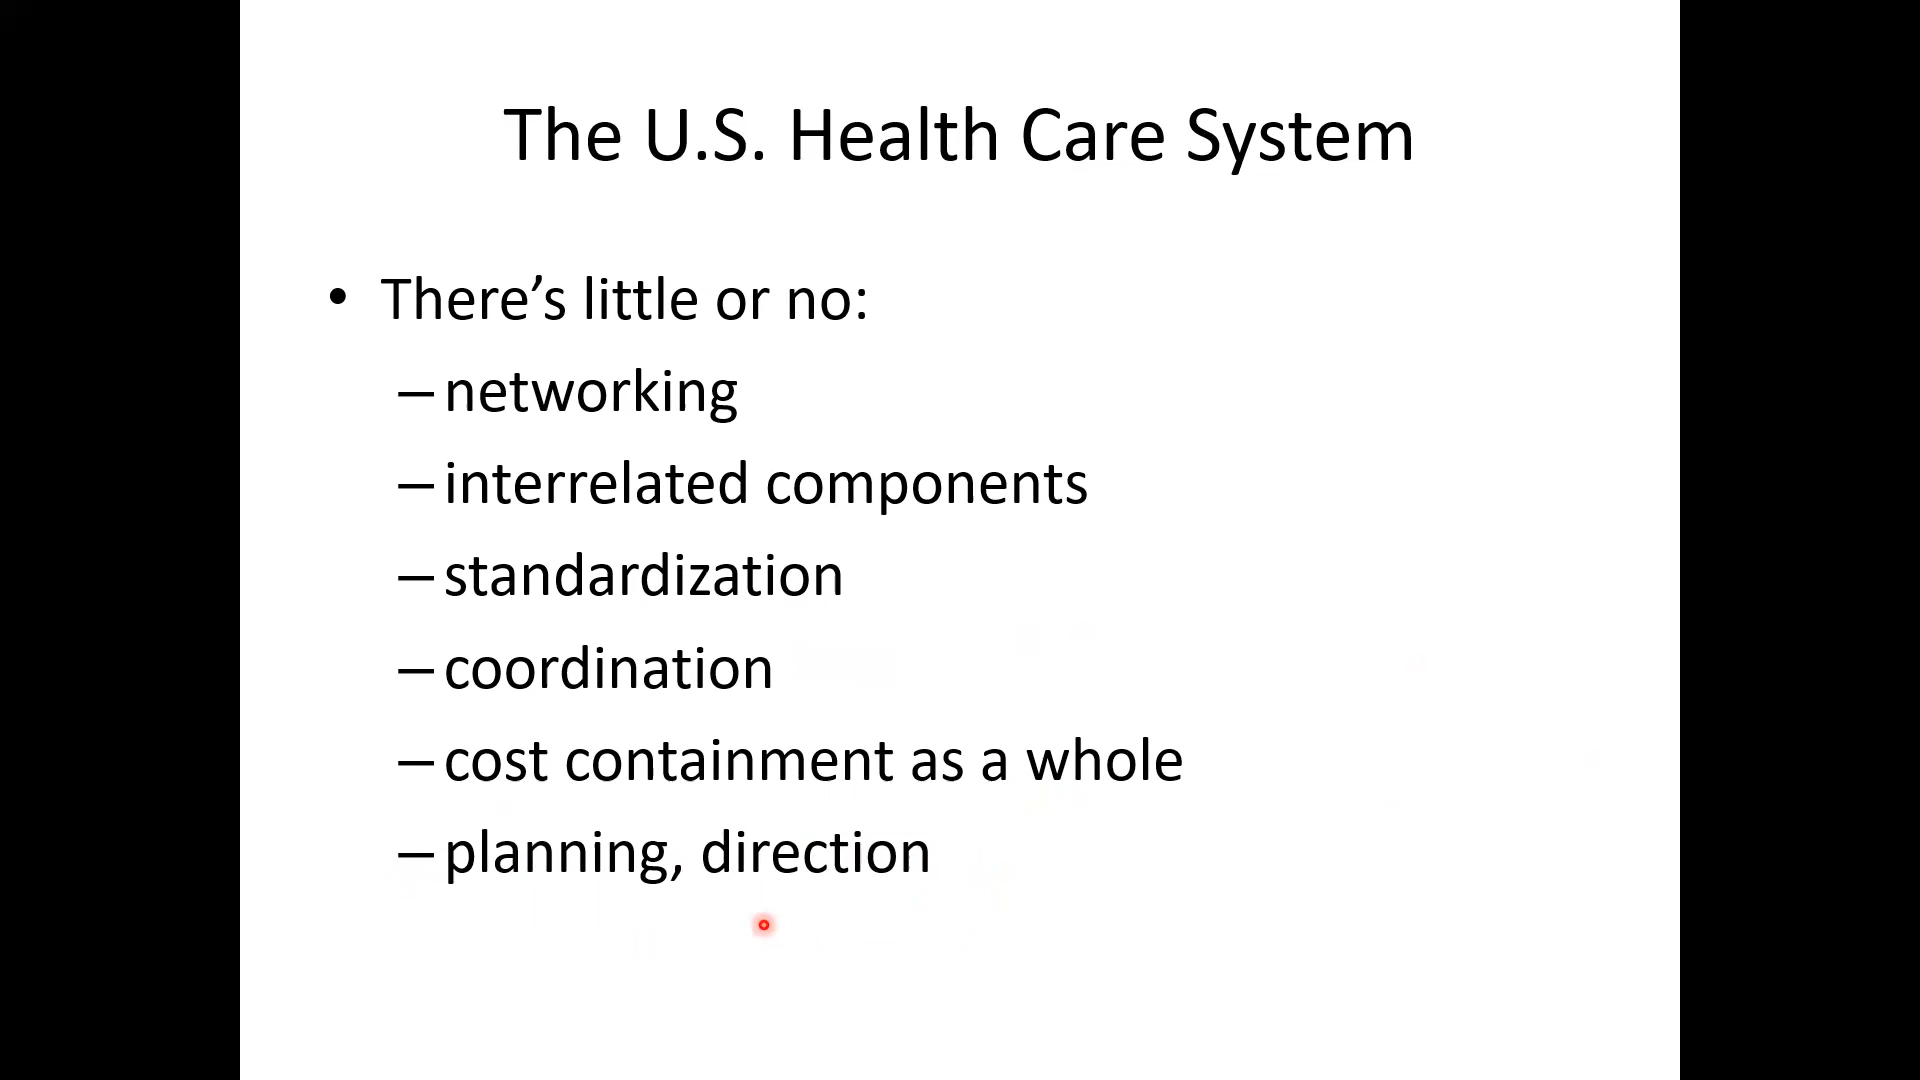 The U.S. Health Care System
• There’s little or no:
– networking
– interrelated components
– standardization
– coordination
– cost containment as a whole
– planning, direction